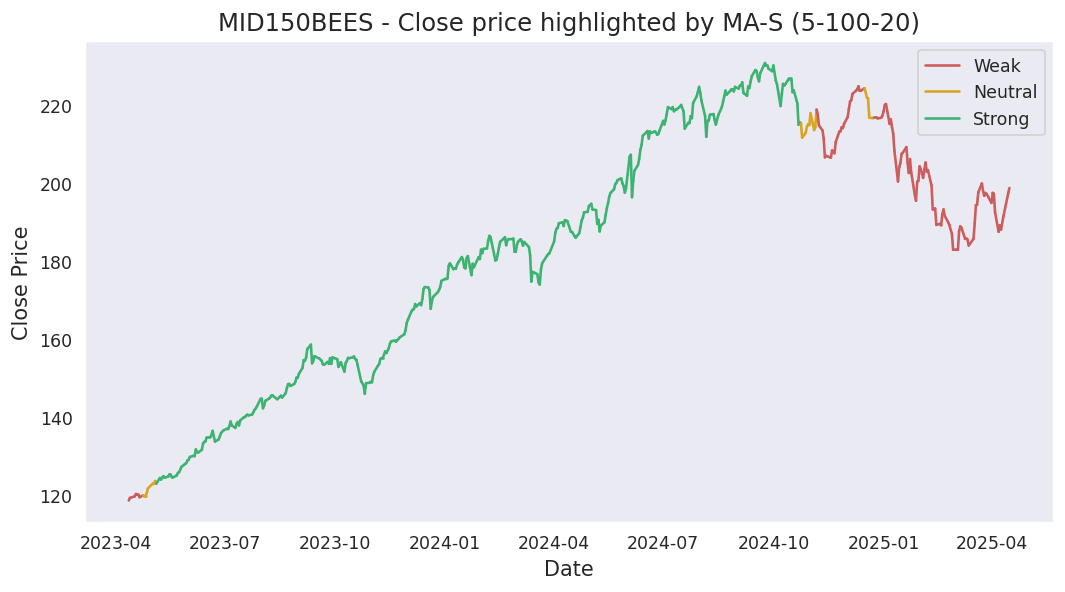 MID150BEES - Close price highlighted by MA-S (5-100-20)
Weak
Neutral
Strong
Close Price
220
200
180
160
140
120
2023-04 2023-07 2023-10 2024-01 2024-04 2024-07 2024-10 2025-01 2025-04
Date